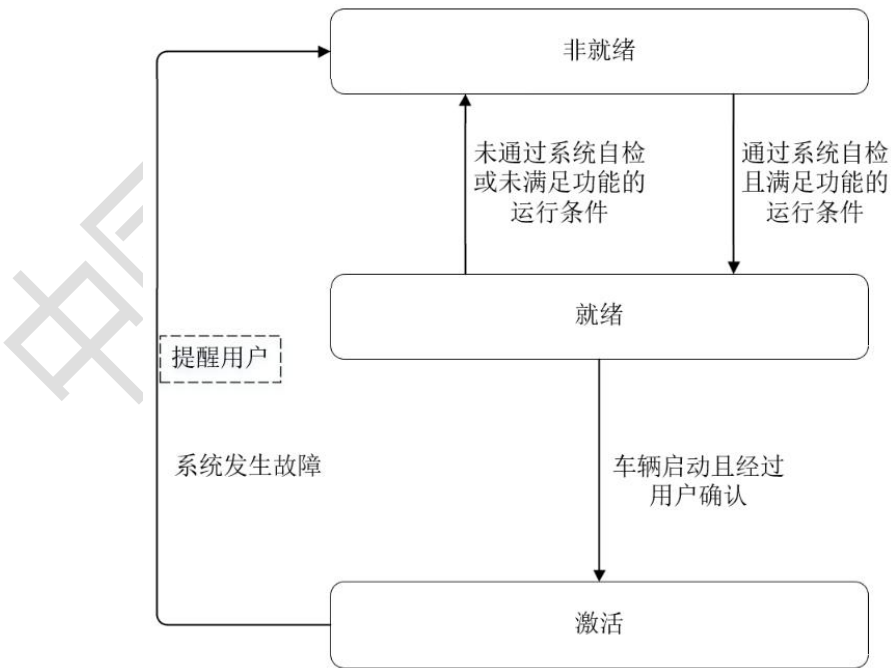 非就绪
未通过系统自检
或未满足功能的
运行条件
通过系统自检
且满足功能的
运行条件
就绪
提醒用户
系统发生故障
车辆启动且经过
用户确认
激活
中